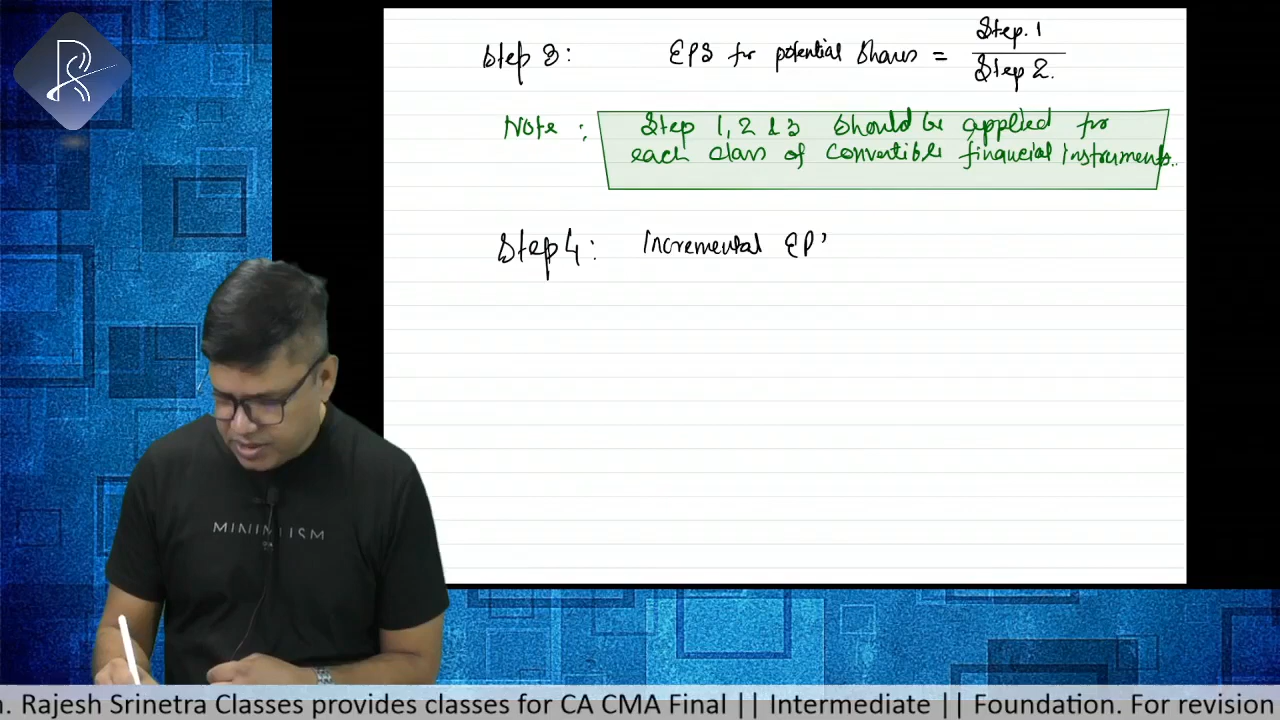 Step 3: EPS for potential Shares = Step. 1
Step 2.
Note : Step 1, 2 & 3 Should be applied for
each class of Convertible financial Instruments..
Step 4: Incremental EP
MINIMLISM
. Rajesh Srinetra Classes provides classes for CA CMA Final || Intermediate || Foundation. For revision